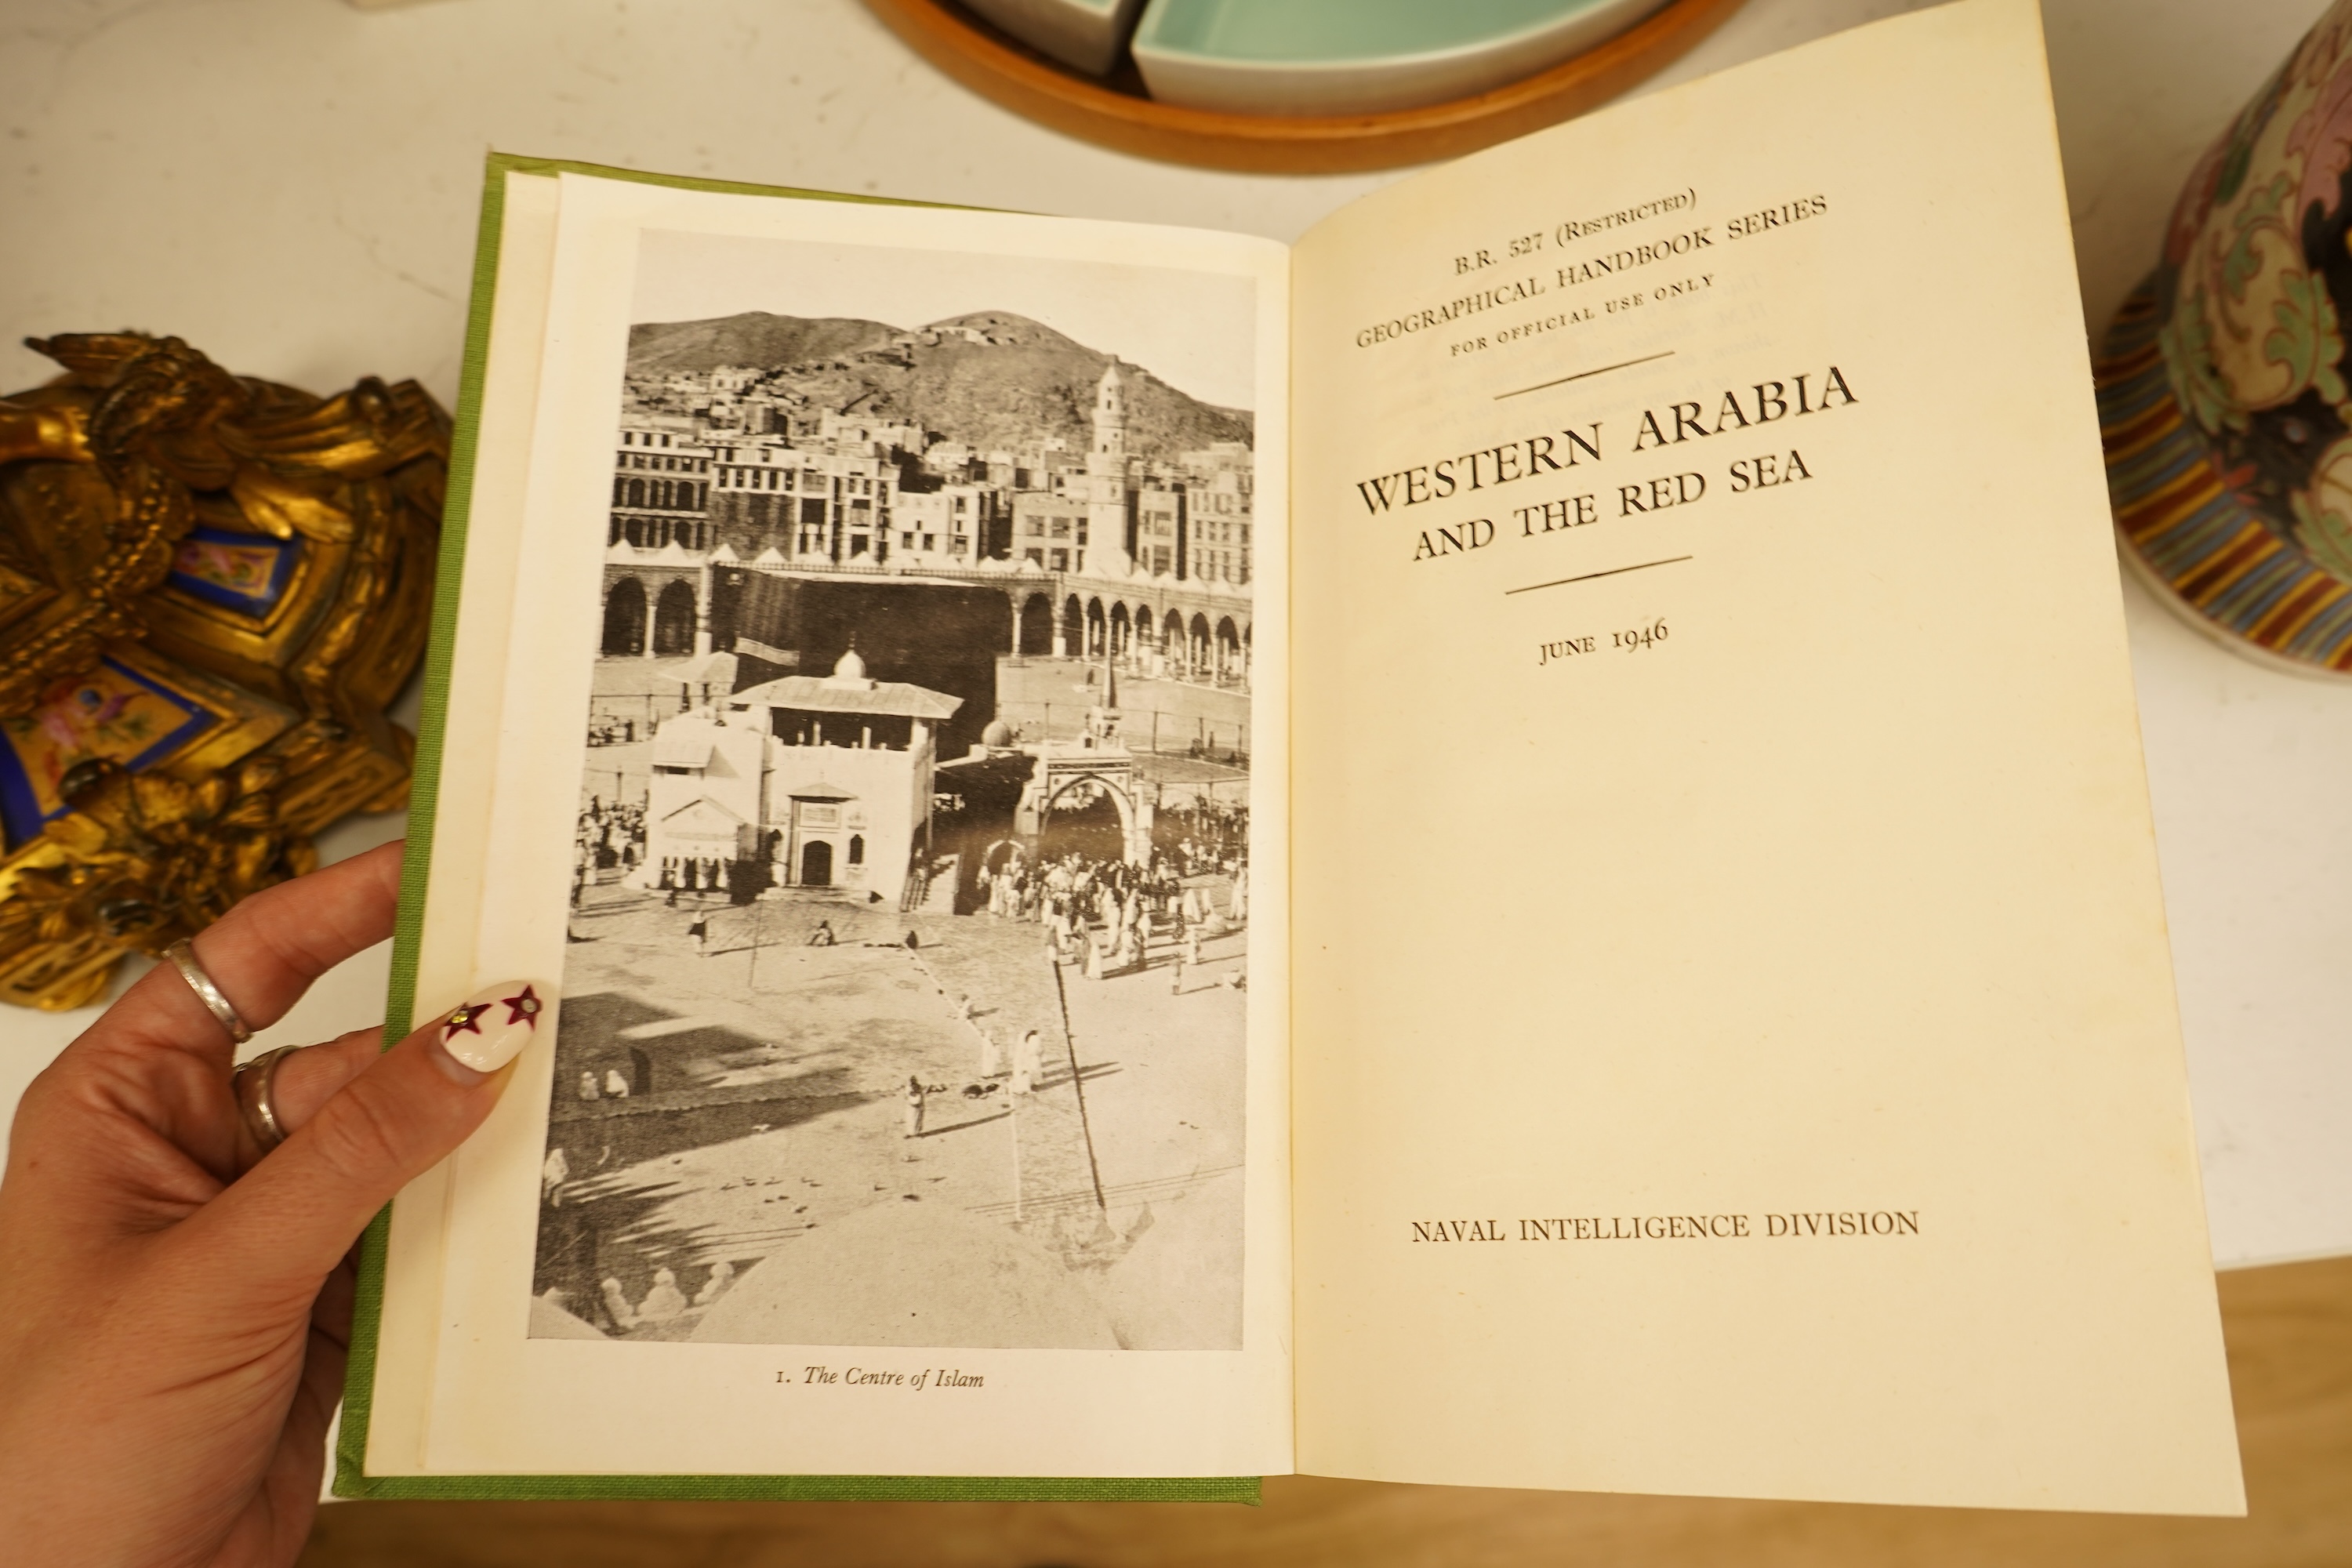 1. The Centre of Islam
B.R. 527 (RESTRICTED)
GEOGRAPHICAL HANDBOOK SERIES
FOR OFFICIAL USE ONLY
WESTERN ARABIA
AND THE RED SEA
JUNE 1946
NAVAL INTELLIGENCE DIVISION